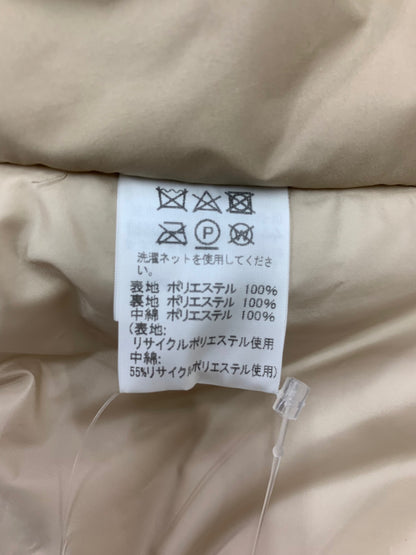 P W
洗濯ネットを使用してくださ
い。
表地 ポリエステル 100%
裏地 ポリエステル 100%
中綿 ポリエステル 100%
(表地:
リサイクルポリエステル使用
中綿:
55%リサイクルポリエステル使用)